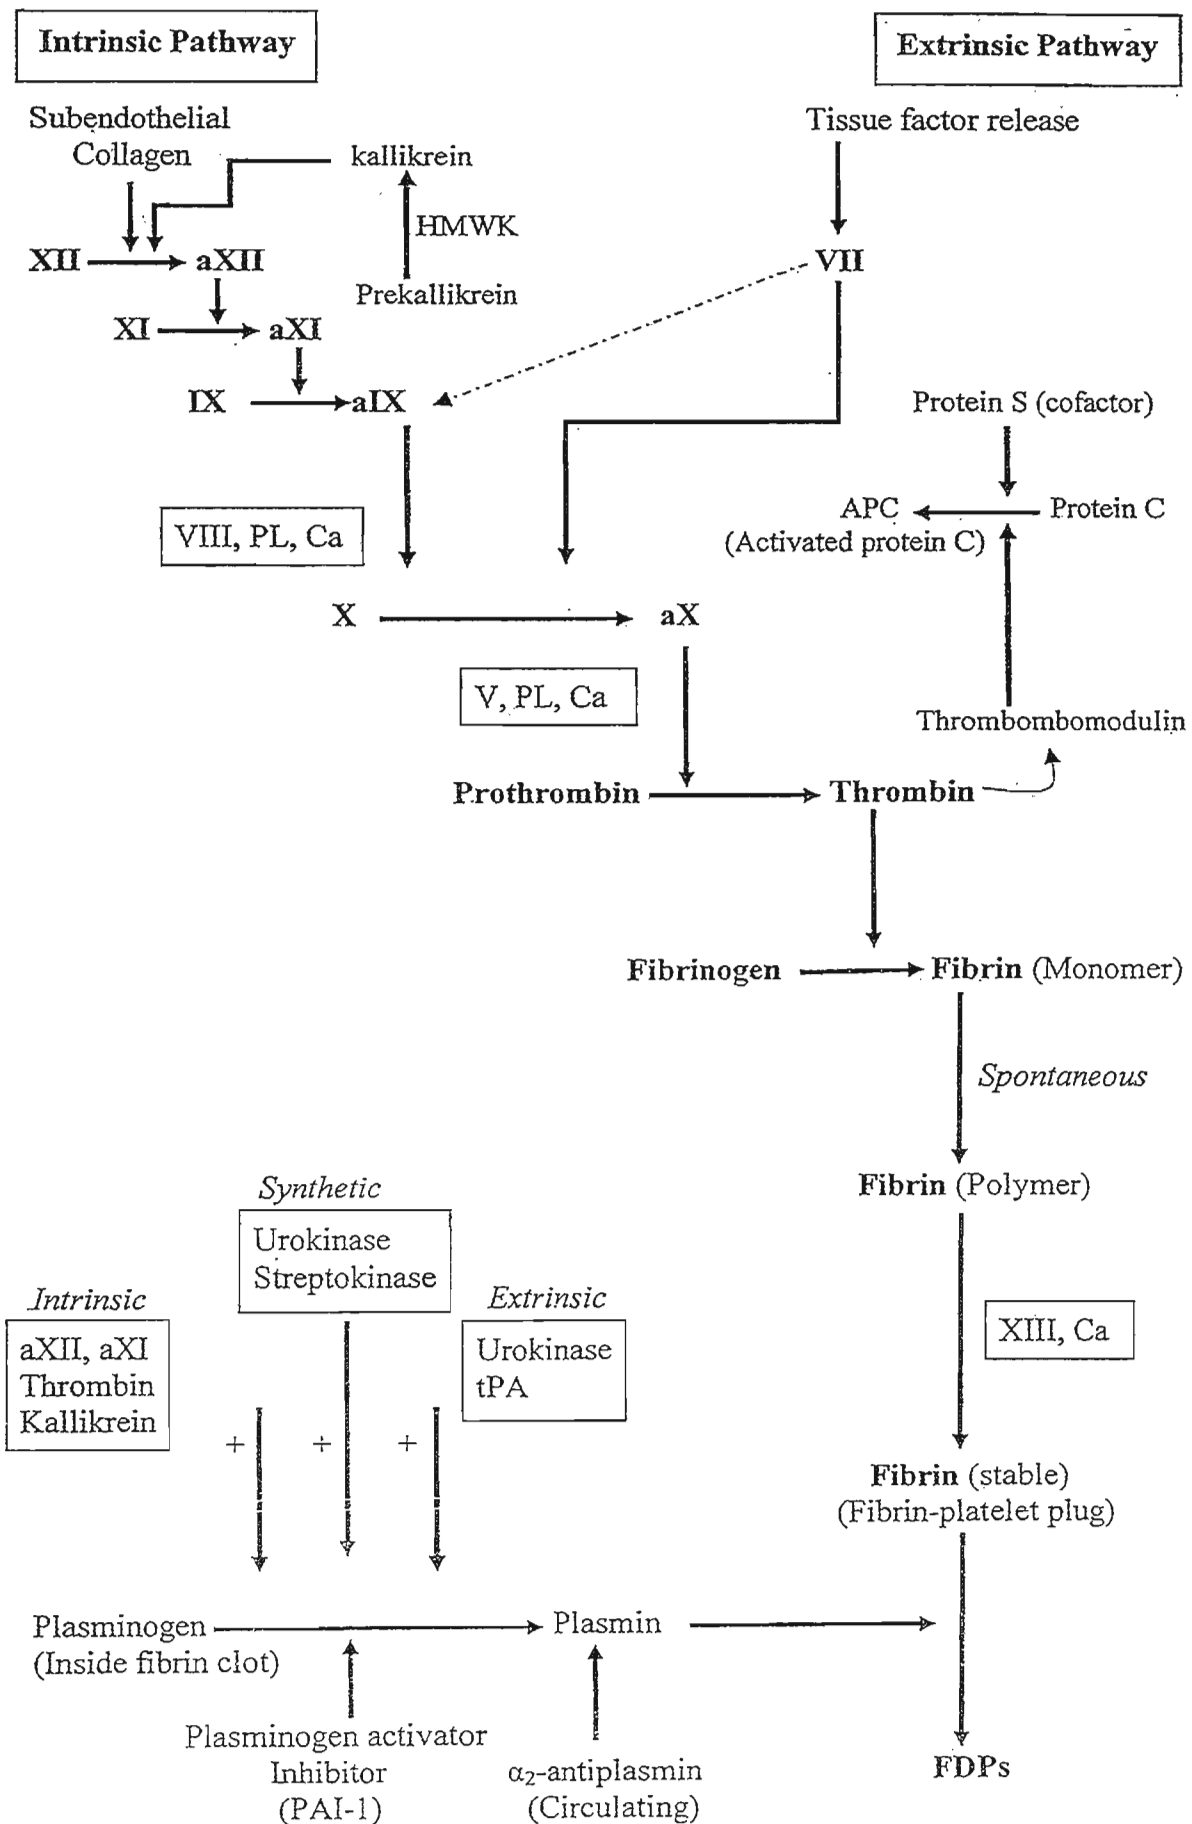 Intrinsic Pathway
Extrinsic Pathway
Subendothelial
Collagen
kallikrein
HMWK
Prekallikrein
Tissue factor release
XII
aXII
VII
XI
aXI
IX
aIX
Protein S (cofactor)
APC
(Activated protein C)
Protein C
VIII, PL, Ca
X
aX
V, PL, Ca
Thrombombomodulin
Prothrombin
Thrombin
Fibrinogen
Fibrin (Monomer)
Spontaneous
Fibrin (Polymer)
Synthetic
Urokinase
Streptokinase
Intrinsic
aXII, aXI
Thrombin
Kallikrein
Extrinsic
Urokinase
tPA
XIII, Ca
+
+
+
Fibrin (stable)
(Fibrin-platelet plug)
Plasminogen
(Inside fibrin clot)
Plasmin
Plasminogen activator
Inhibitor
(PAI-1)
α₂-antiplasmin
(Circulating)
FDPs